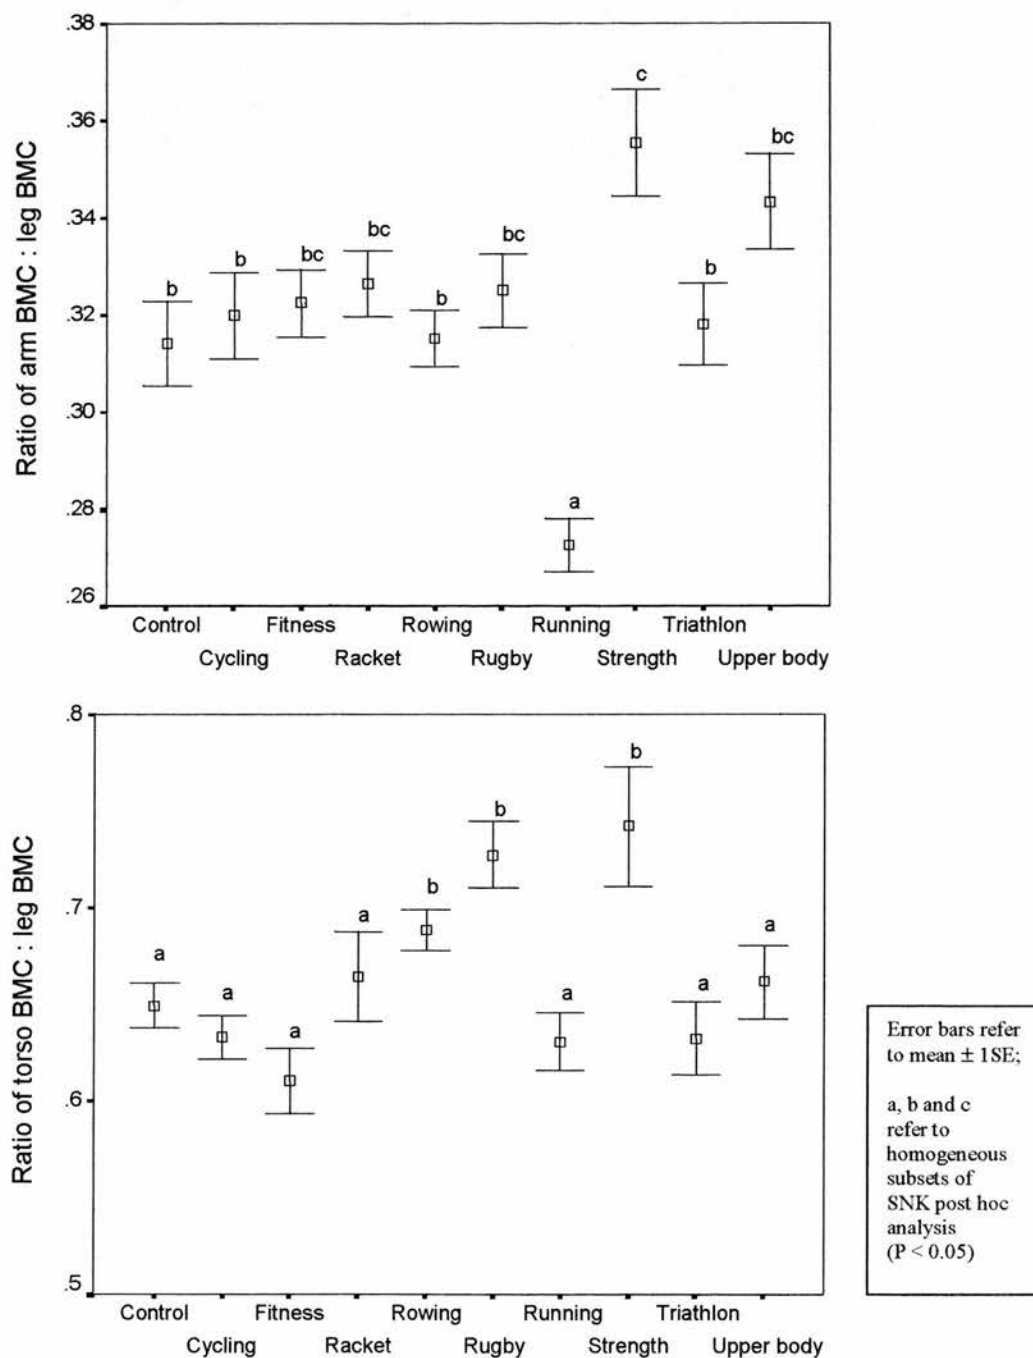 Ratio of arm BMC : leg BMC
.38
.36
.34
.32
.30
.28
.26
b
b
bc
bc
b
bc
a
c
b
bc
Control
Fitness
Rowing
Running
Triathlon
Cycling
Racket
Rugby
Strength
Upper body
Ratio of torso BMC : leg BMC
.8
.7
.6
.5
a
a
a
a
b
b
a
b
a
a
Control
Fitness
Rowing
Running
Triathlon
Cycling
Racket
Rugby
Strength
Upper body
Error bars refer
to mean ± 1SE;
a, b and c
refer to
homogeneous
subsets of
SNK post hoc
analysis
(P < 0.05)